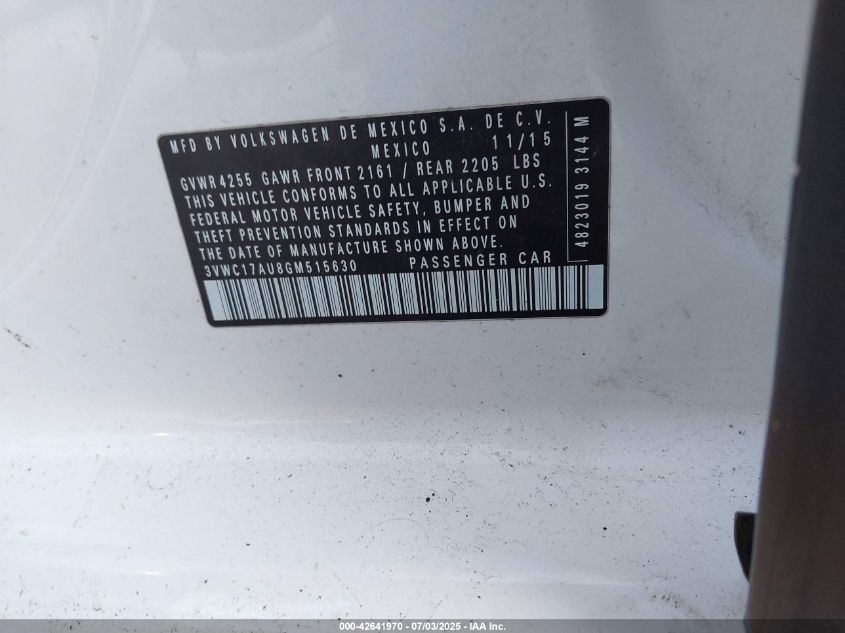 MFD BY VOLKSWAGEN DE MEXICO S.A. DE C.V.
MEXICO 11/15
GVWR 4255 GAWR FRONT 2161 / REAR 2205 LBS
THIS VEHICLE CONFORMS TO ALL APPLICABLE U.S.
FEDERAL MOTOR VEHICLE SAFETY, BUMPER AND
THEFT PREVENTION STANDARDS IN EFFECT ON
THE DATE OF MANUFACTURE SHOWN ABOVE.
3VWC17AU8GM515630 PASSENGER CAR
4823019 3144 M
000-42641970 - 07/03/2025 - IAA Inc.